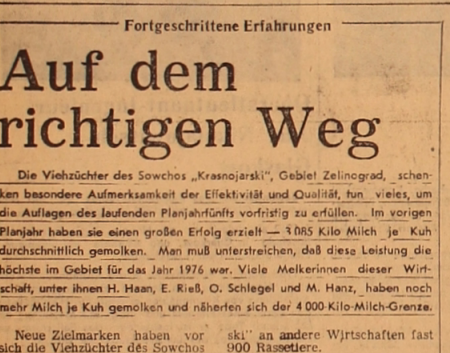 Fortgeschrittene Erfahrungen
Auf dem
richtigen Weg
Die Viehzüchter des Sowchos „Krasnojarski", Gebiet Zelinograd, schen-
ken besondere Aufmerksamkeit der Effektivität und Qualität, tun vieles, um
die Auflagen des laufenden Planjahrfünfts vorfristig zu erfüllen. Im vorigen
Planjahr haben sie einen großen Erfolg erzielt — 3 085 Kilo Milch je Kuh
durchschnittlich gemolken. Man muß unterstreichen, daß diese Leistung die
höchste im Gebiet für das Jahr 1976 war. Viele Melkerinnen dieser Wirt-
schaft, unter ihnen H. Haan, E. Rieß, O. Schlegel und M. Hanz, haben noch
mehr Milch je Kuh gemolken und näherten sich der 4 000-Kilo-Milch-Grenze.
Neue Zielmarken haben vor
sich die Viehzüchter des Sowchos
ski" an andere Wirtschaften fast
900 Rassetiere.